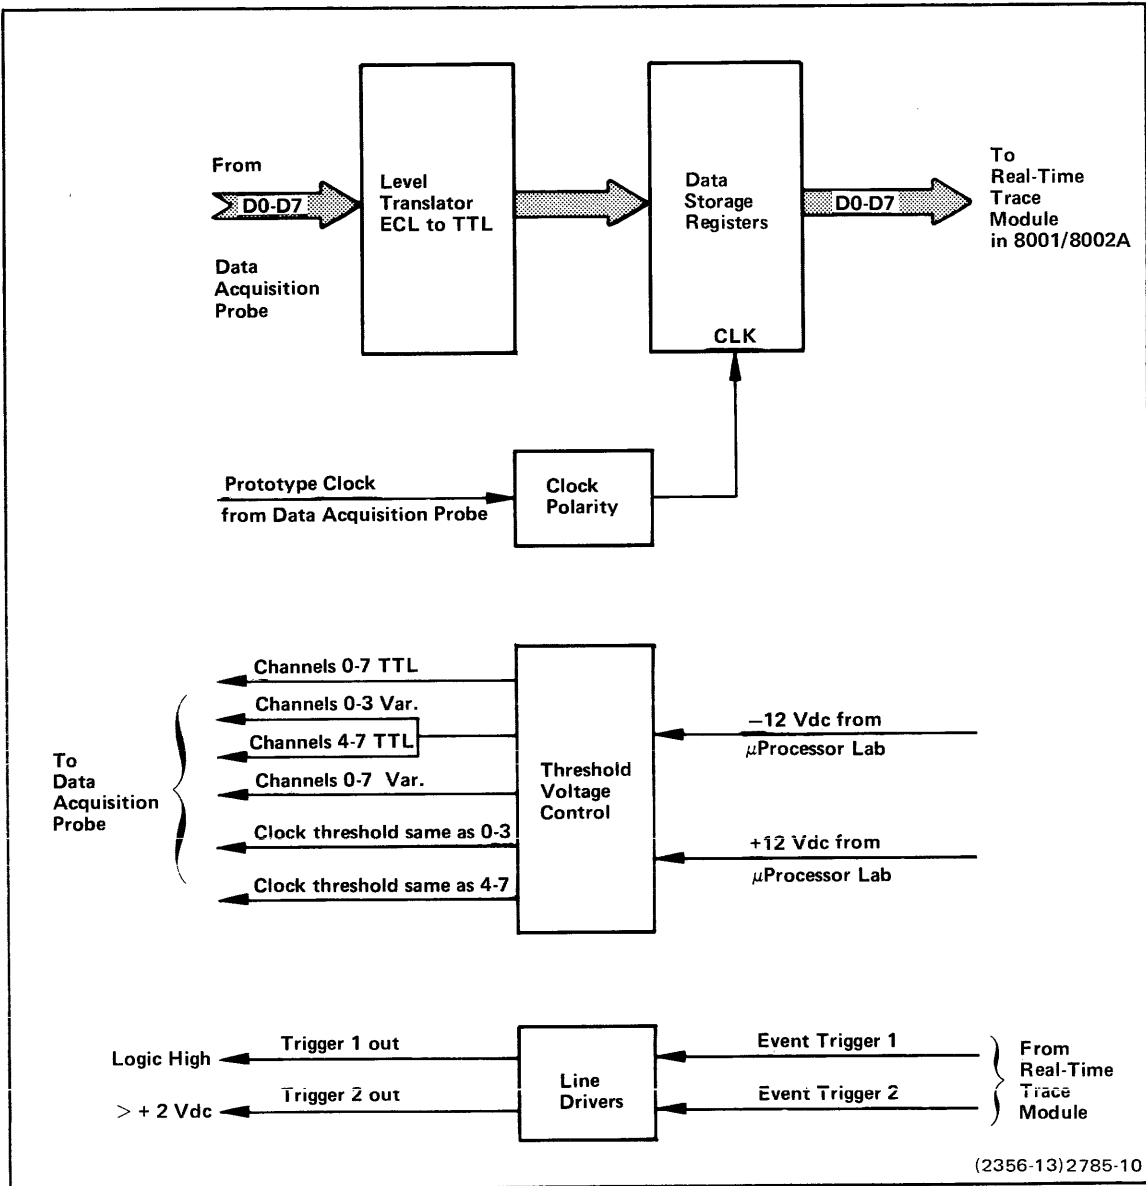 From
D0-D7
Data
Acquisition
Probe
Level
Translator
ECL to TTL
Data
Storage
Registers
CLK
D0-D7
To
Real-Time
Trace
Module
in 8001/8002A
Prototype Clock
from Data Acquisition Probe
Clock
Polarity
To
Data
Acquisition
Probe
Channels 0-7 TTL
Channels 0-3 Var.
Channels 4-7 TTL
Channels 0-7 Var.
Clock threshold same as 0-3
Clock threshold same as 4-7
Threshold
Voltage
Control
−12 Vdc from
μProcessor Lab
+12 Vdc from
μProcessor Lab
Logic High
> + 2 Vdc
Trigger 1 out
Trigger 2 out
Line
Drivers
Event Trigger 1
Event Trigger 2
From
Real-Time
Trace
Module
(2356-13)2785-10